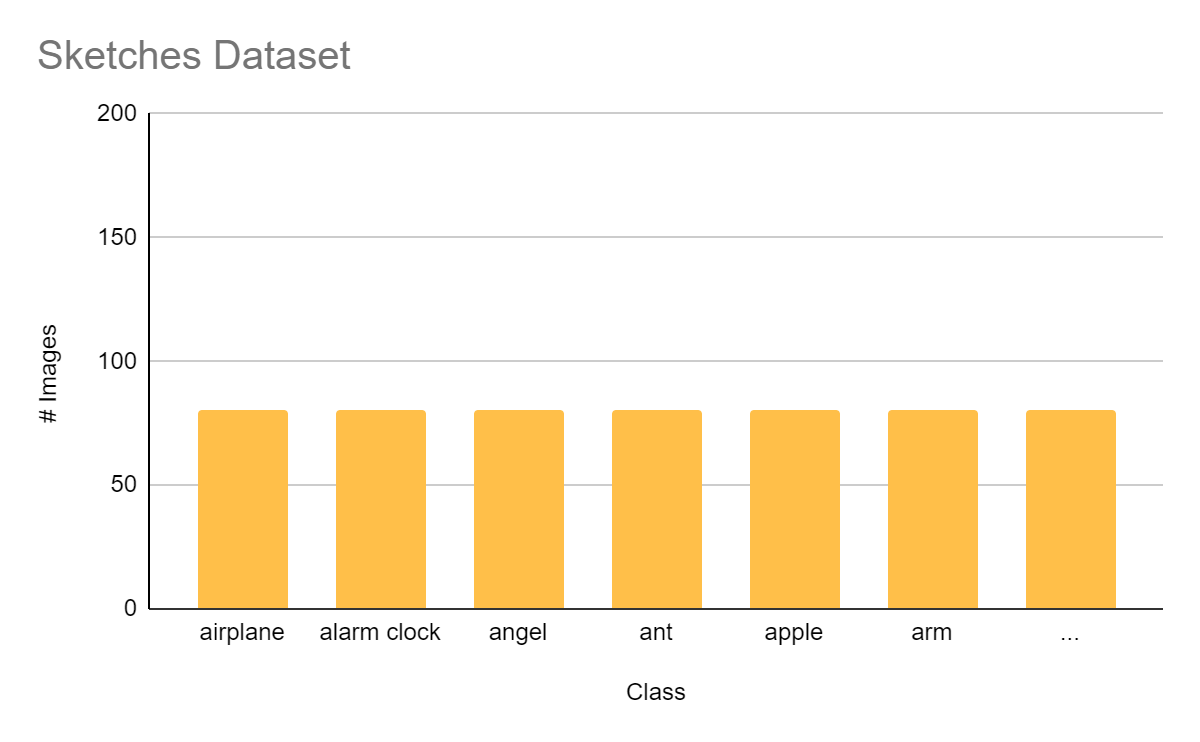 Sketches Dataset
200
150
100
50
0
# Images
airplane alarm clock angel ant apple arm ...
Class